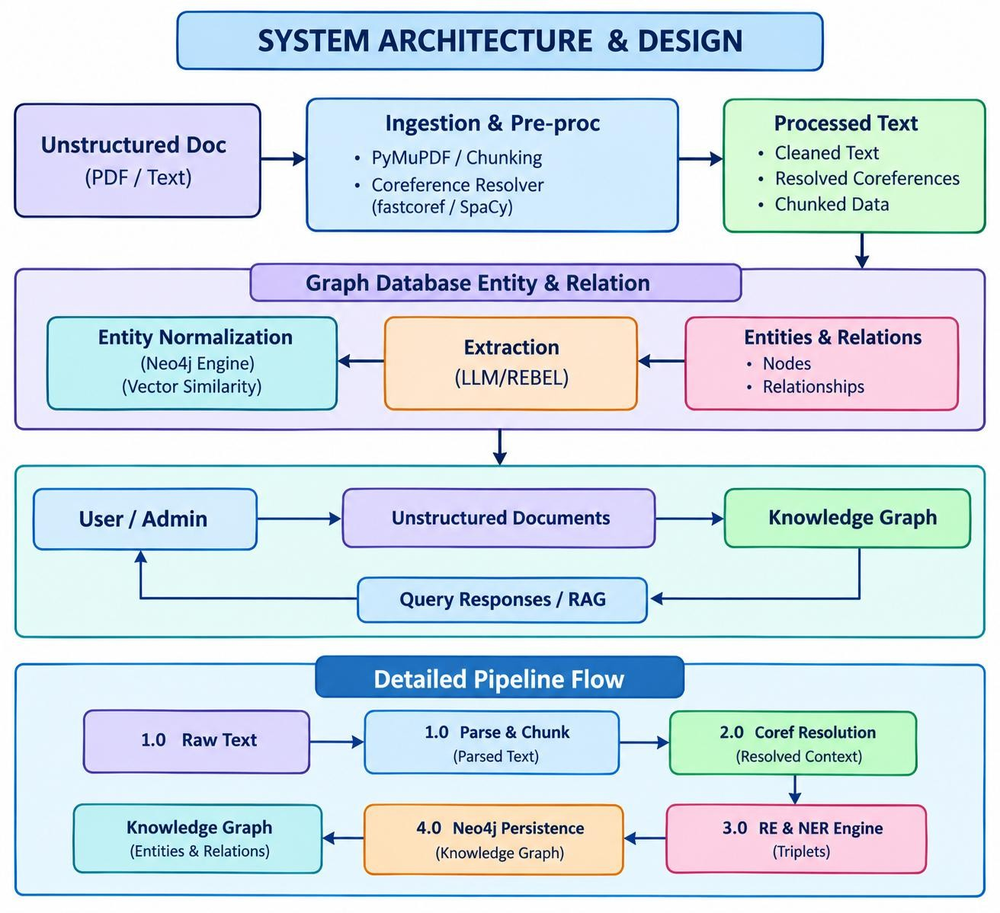 SYSTEM ARCHITECTURE & DESIGN
Unstructured Doc
(PDF / Text)
Ingestion & Pre-proc
• PyMuPDF / Chunking
• Coreference Resolver
(fastcoref / SpaCy)
Processed Text
• Cleaned Text
• Resolved Coreferences
• Chunked Data
Graph Database Entity & Relation
Entity Normalization
(Neo4j Engine)
(Vector Similarity)
Extraction
(LLM/REBEL)
Entities & Relations
• Nodes
• Relationships
User / Admin
Unstructured Documents
Knowledge Graph
Query Responses / RAG
Detailed Pipeline Flow
1.0 Raw Text
1.0 Parse & Chunk
(Parsed Text)
2.0 Coref Resolution
(Resolved Context)
Knowledge Graph
(Entities & Relations)
4.0 Neo4j Persistence
(Knowledge Graph)
3.0 RE & NER Engine
(Triplets)